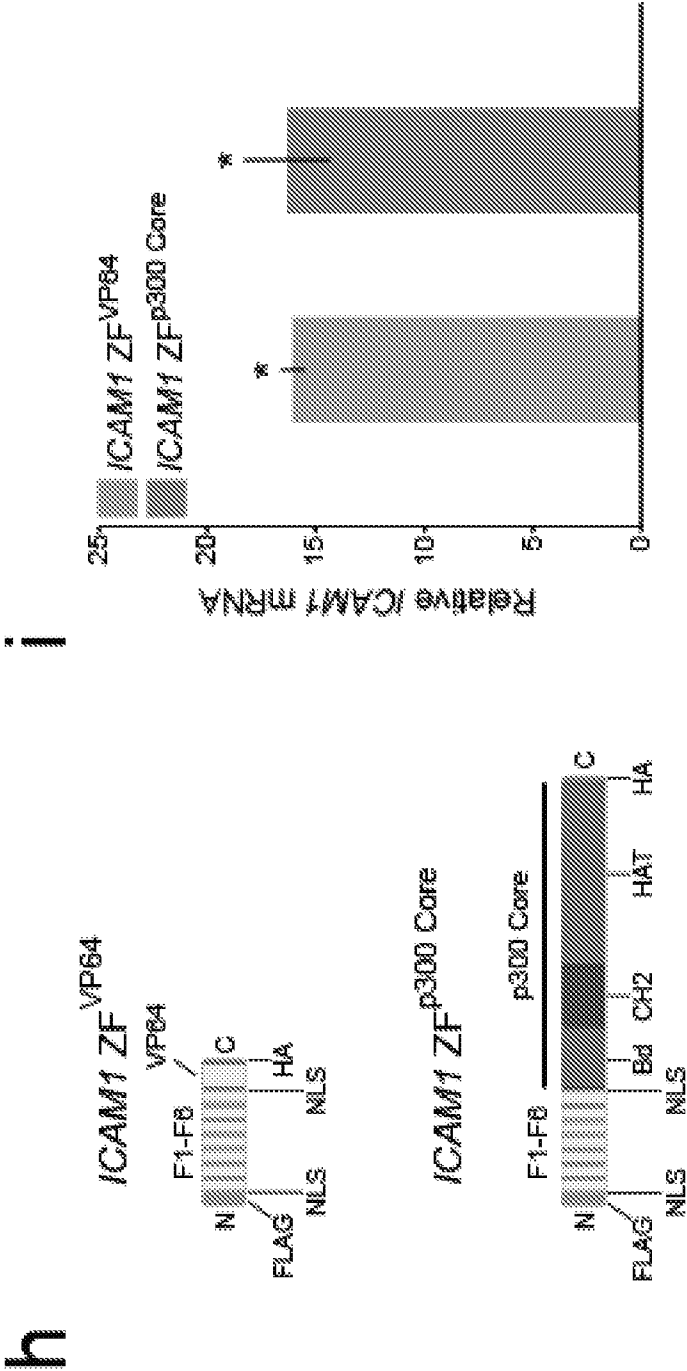 h
ICAM1 ZF^VP64
VP64
F1-F6
N
C
FLAG
NLS
NLS
HA
ICAM1 ZF^p300 Core
p300 Core
F1-F6
N
C
FLAG
NLS
NLS
Bd
CH2
HAT
HA
i
Relative ICAM1 mRNA
25
20
15
10
5
0
ICAM1 ZF^VP64
ICAM1 ZF^p300 Core
*
*